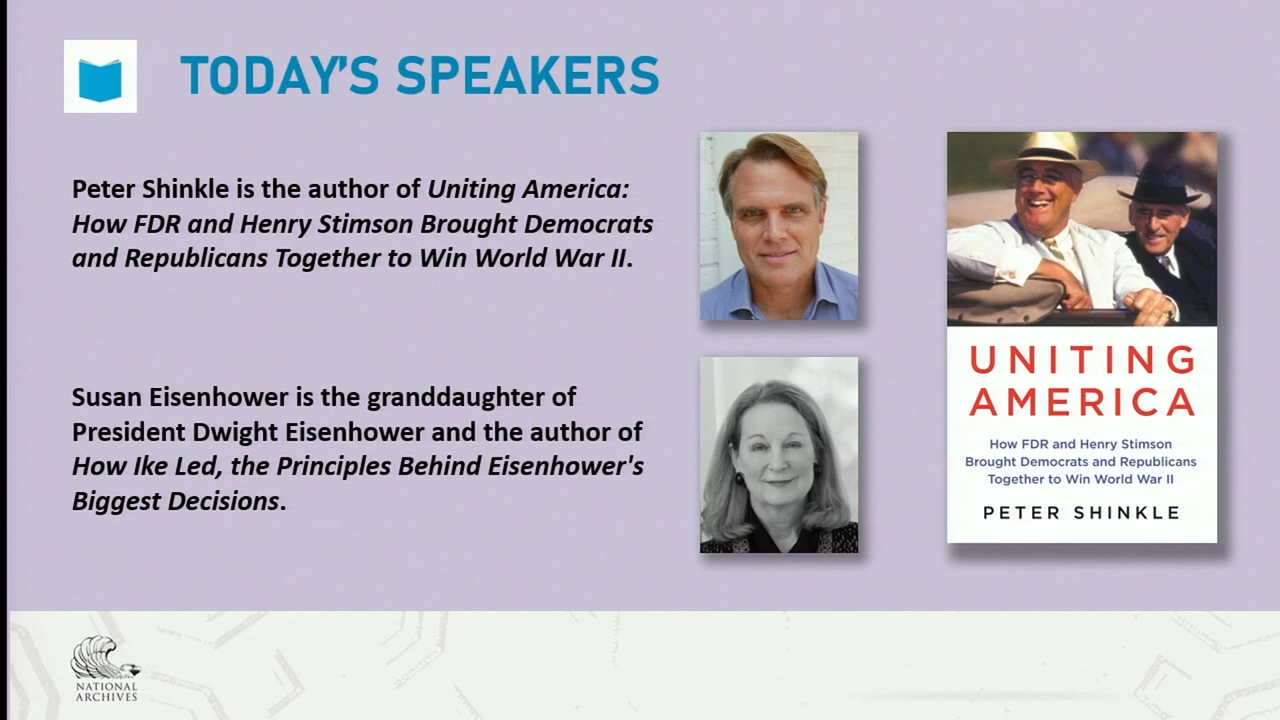 TODAY'S SPEAKERS
Peter Shinkle is the author of Uniting America:
How FDR and Henry Stimson Brought Democrats
and Republicans Together to Win World War II.
Susan Eisenhower is the granddaughter of
President Dwight Eisenhower and the author of
How Ike Led, the Principles Behind Eisenhower's
Biggest Decisions.
UNITING
AMERICA
How FDR and Henry Stimson
Brought Democrats and Republicans
Together to Win World War II
PETER SHINKLE
NATIONAL
ARCHIVES